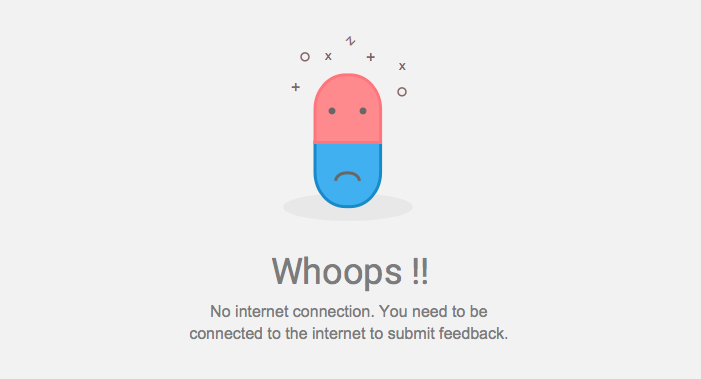 Whoops !!
No internet connection. You need to be
connected to the internet to submit feedback.